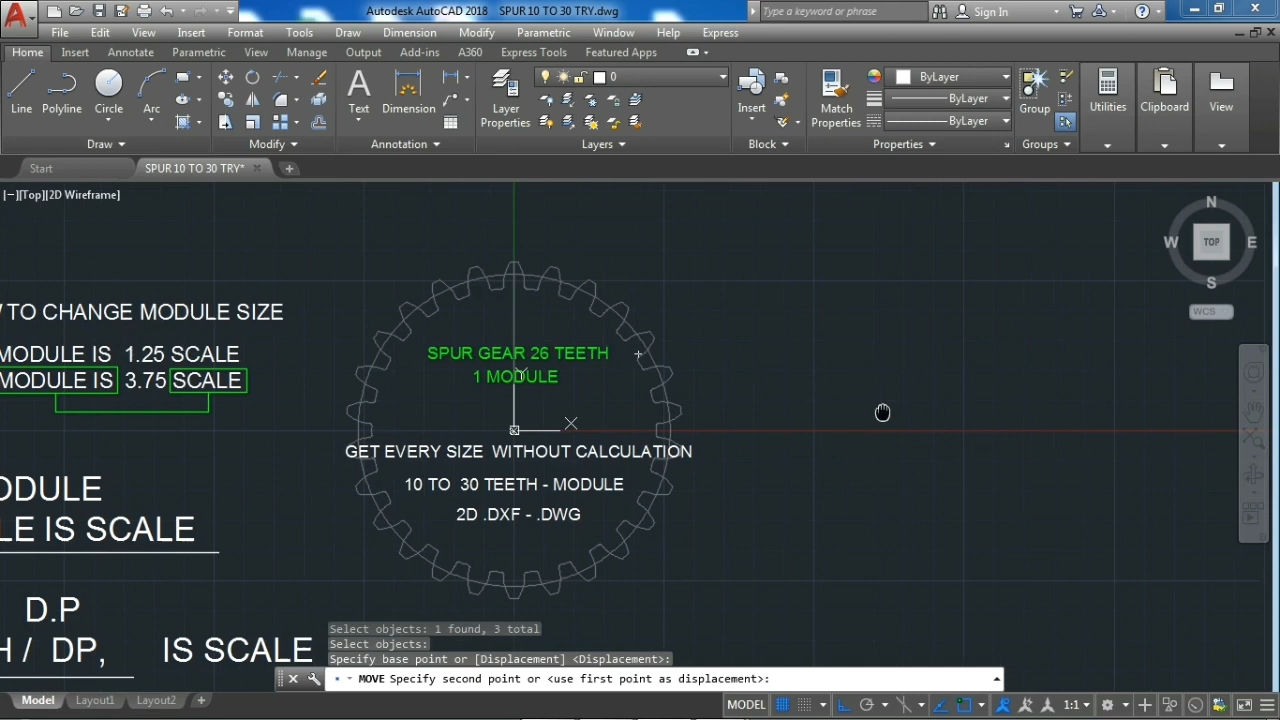 Autodesk AutoCAD 2018 SPUR 10 TO 30 TRY.dwg
Type a keyword or phrase
Sign In
File Edit View Insert Format Tools Draw Dimension Modify Parametric Window Help Express
Home Insert Annotate Parametric View Manage Output Add-ins A360 Express Tools Featured Apps
Line Polyline Circle Arc
Text Dimension
Layer Properties
0
Insert
Match Properties
ByLayer
ByLayer
ByLayer
Group
Utilities Clipboard View
Draw Modify Annotation Layers Block Properties Groups
Start SPUR 10 TO 30 TRY*
[−][Top][2D Wireframe]
N
W TOP E
S
WCS
TO CHANGE MODULE SIZE
MODULE IS 1.25 SCALE
MODULE IS 3.75 SCALE
ODULE
LE IS SCALE
D.P
H / DP, IS SCALE
SPUR GEAR 26 TEETH
1 MODULE
Y
X
GET EVERY SIZE WITHOUT CALCULATION
10 TO 30 TEETH - MODULE
2D .DXF - .DWG
Select objects: 1 found, 3 total
Select objects:
Specify base point or [Displacement] <Displacement>:
MOVE Specify second point or <use first point as displacement>:
Model Layout1 Layout2
MODEL
1:1